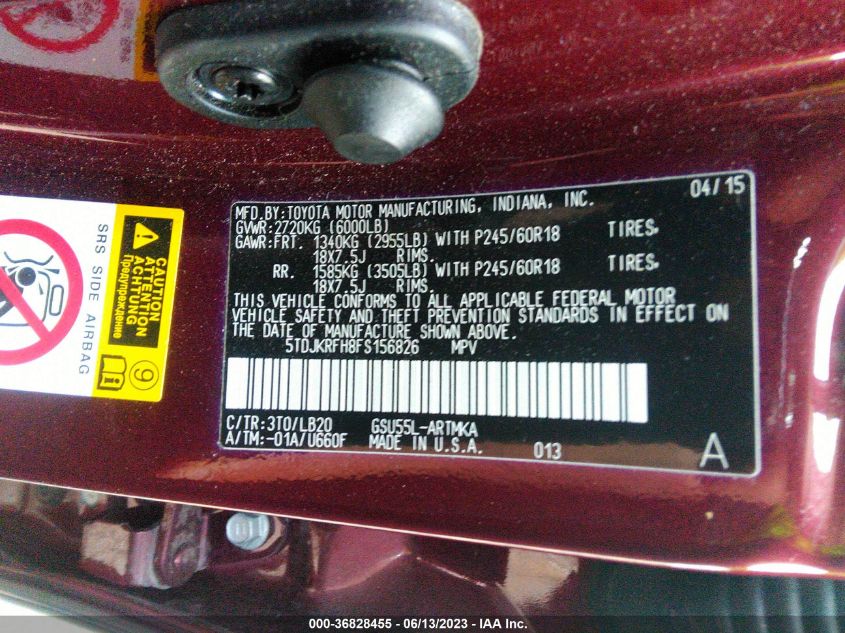 04/15
MFD.BY:TOYOTA MOTOR MANUFACTURING, INDIANA, INC.
GVWR:2720KG (6000LB)
GAWR:FRT. 1340KG (2955LB) WITH P245/60R18 TIRES,
18X7.5J RIMS.
RR. 1585KG (3505LB) WITH P245/60R18 TIRES,
18X7.5J RIMS.
THIS VEHICLE CONFORMS TO ALL APPLICABLE FEDERAL MOTOR
VEHICLE SAFETY AND THEFT PREVENTION STANDARDS IN EFFECT ON
THE DATE OF MANUFACTURE SHOWN ABOVE.
5TDJKRFH8FS156826 MPV
C/TR:3T0/LB20 GSU55L-ARTMKA
A/TM:-01A/U660F MADE IN U.S.A. 013
A
SRS SIDE AIRBAG
CAUTION
ATTENTION
ACHTUNG
Предупреждение
9
000-36828455 - 06/13/2023 - IAA Inc.